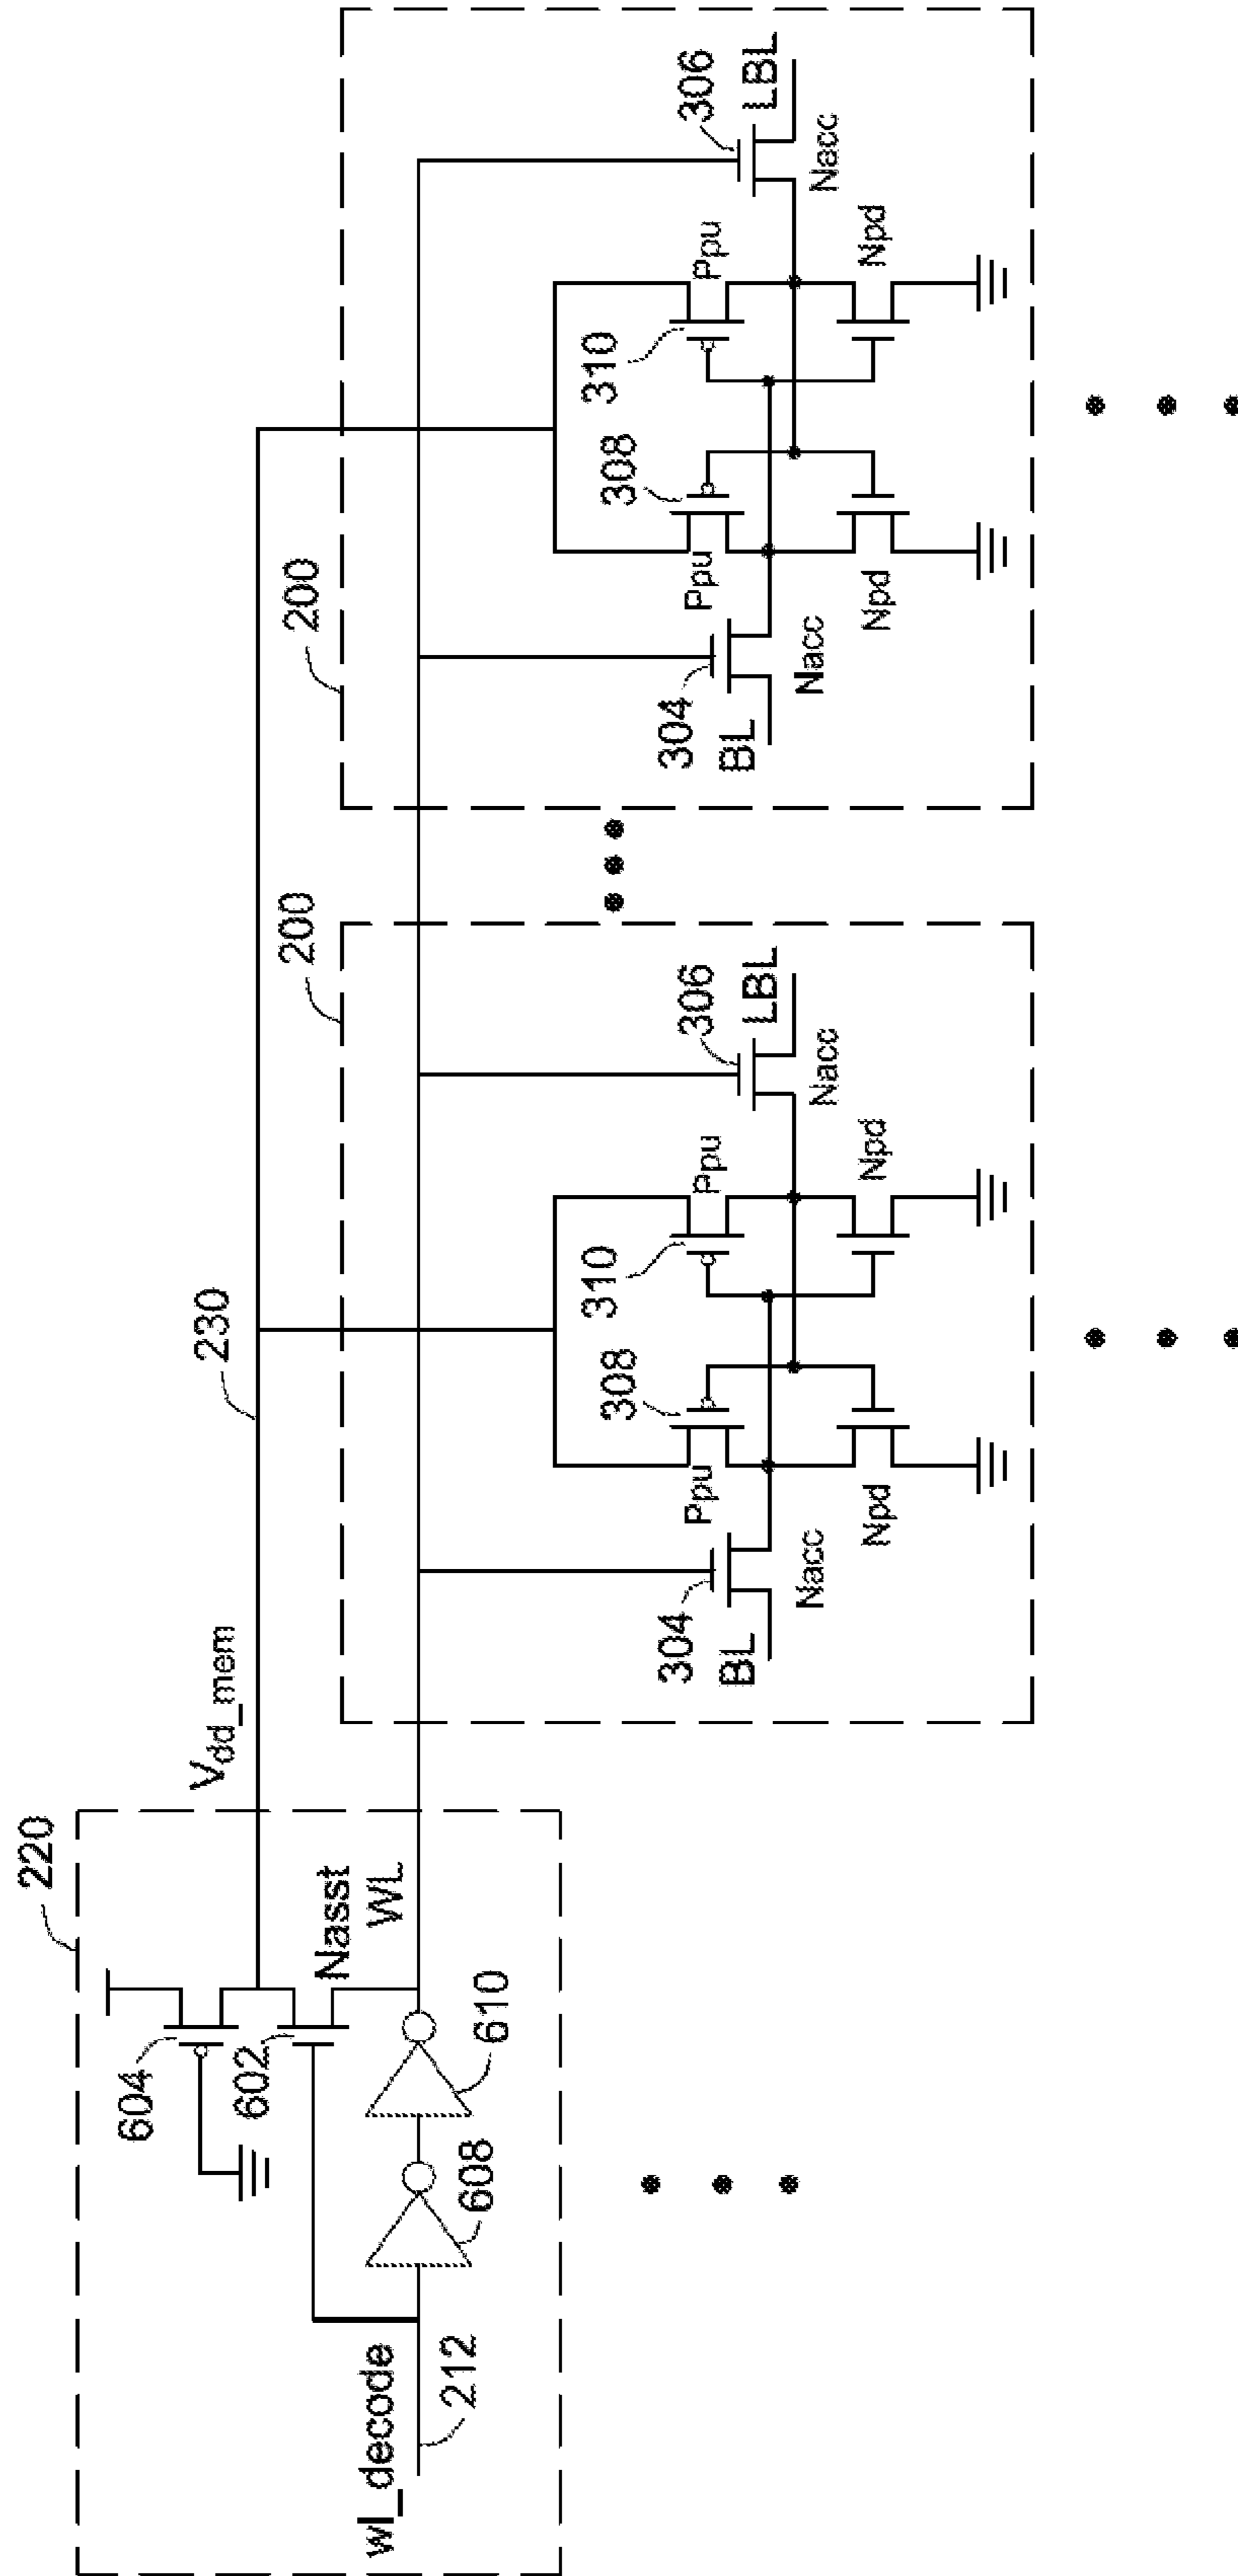 220
604
602
Nasst
WL
610
608
wl_decode
212
Vdd_mem
230
200
304
BL
Nacc
Ppu
308
Npd
310
Ppu
Npd
306
LBL
Nacc
200
304
BL
Nacc
Ppu
308
Npd
310
Ppu
Npd
306
LBL
Nacc